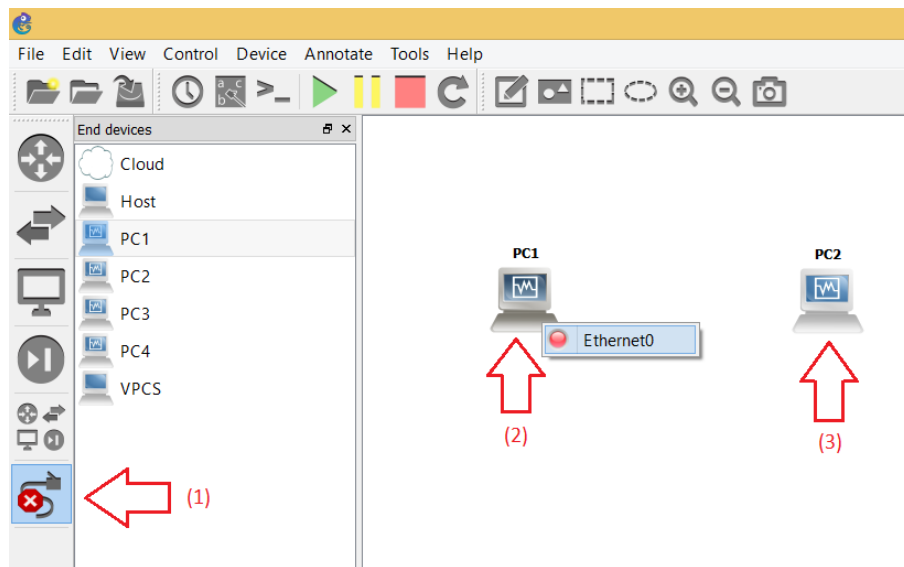 File Edit View Control Device Annotate Tools Help
a b c
>_
End devices
Cloud
Host
PC1
PC2
PC3
PC4
VPCS
PC1
PC2
Ethernet0
(2)
(3)
(1)